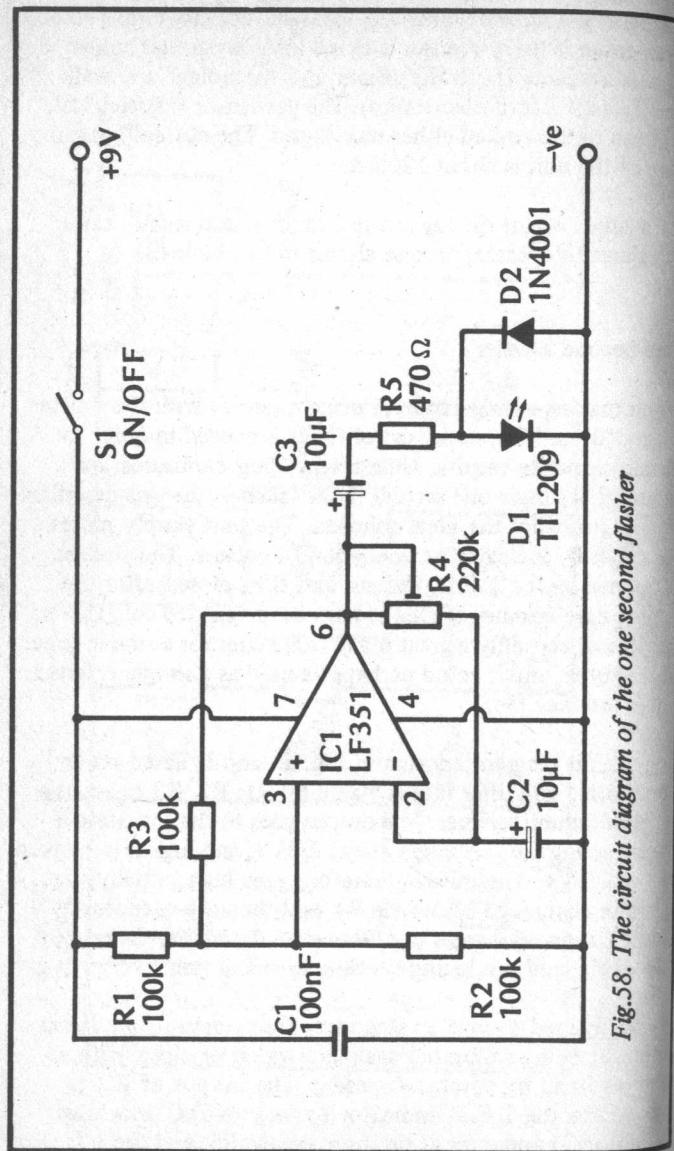 S1
ON/OFF
+9V
R1
100k
R3
100k
C1
100nF
R2
100k
3
+
7
IC1
LF351
6
2
4
+
C2
10µF
+
C3
10µF
R4
220k
R5
470 Ω
D1
TIL209
D2
1N4001
–ve
Fig.58. The circuit diagram of the one second flasher